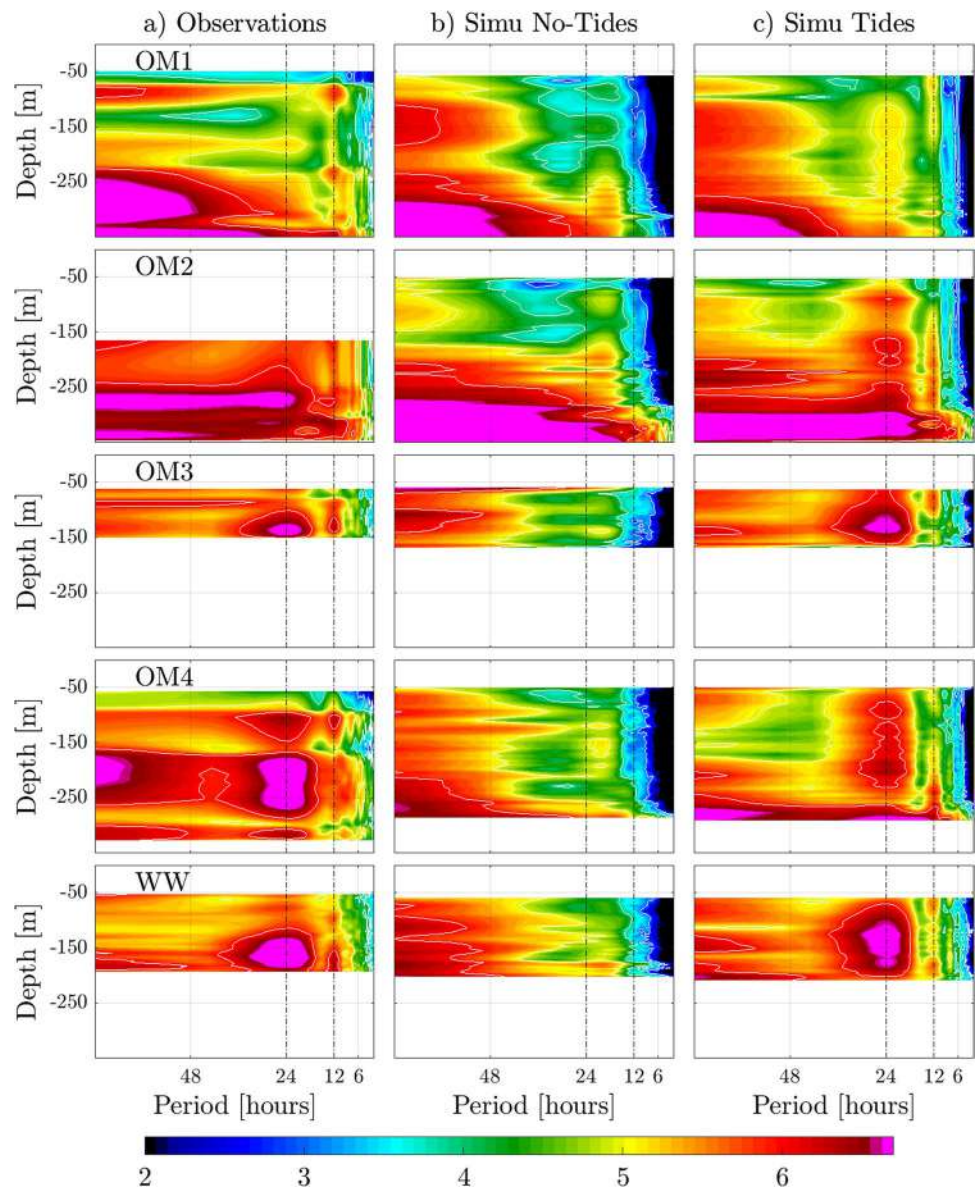 a) Observations b) Simu No-Tides c) Simu Tides
OM1
-50
-150
-250
Depth [m]
OM2
-50
-150
-250
Depth [m]
OM3
-50
-150
-250
Depth [m]
OM4
-50
-150
-250
Depth [m]
WW
-50
-150
-250
Depth [m]
48 24 12 6 48 24 12 6 48 24 12 6
Period [hours] Period [hours] Period [hours]
2 3 4 5 6